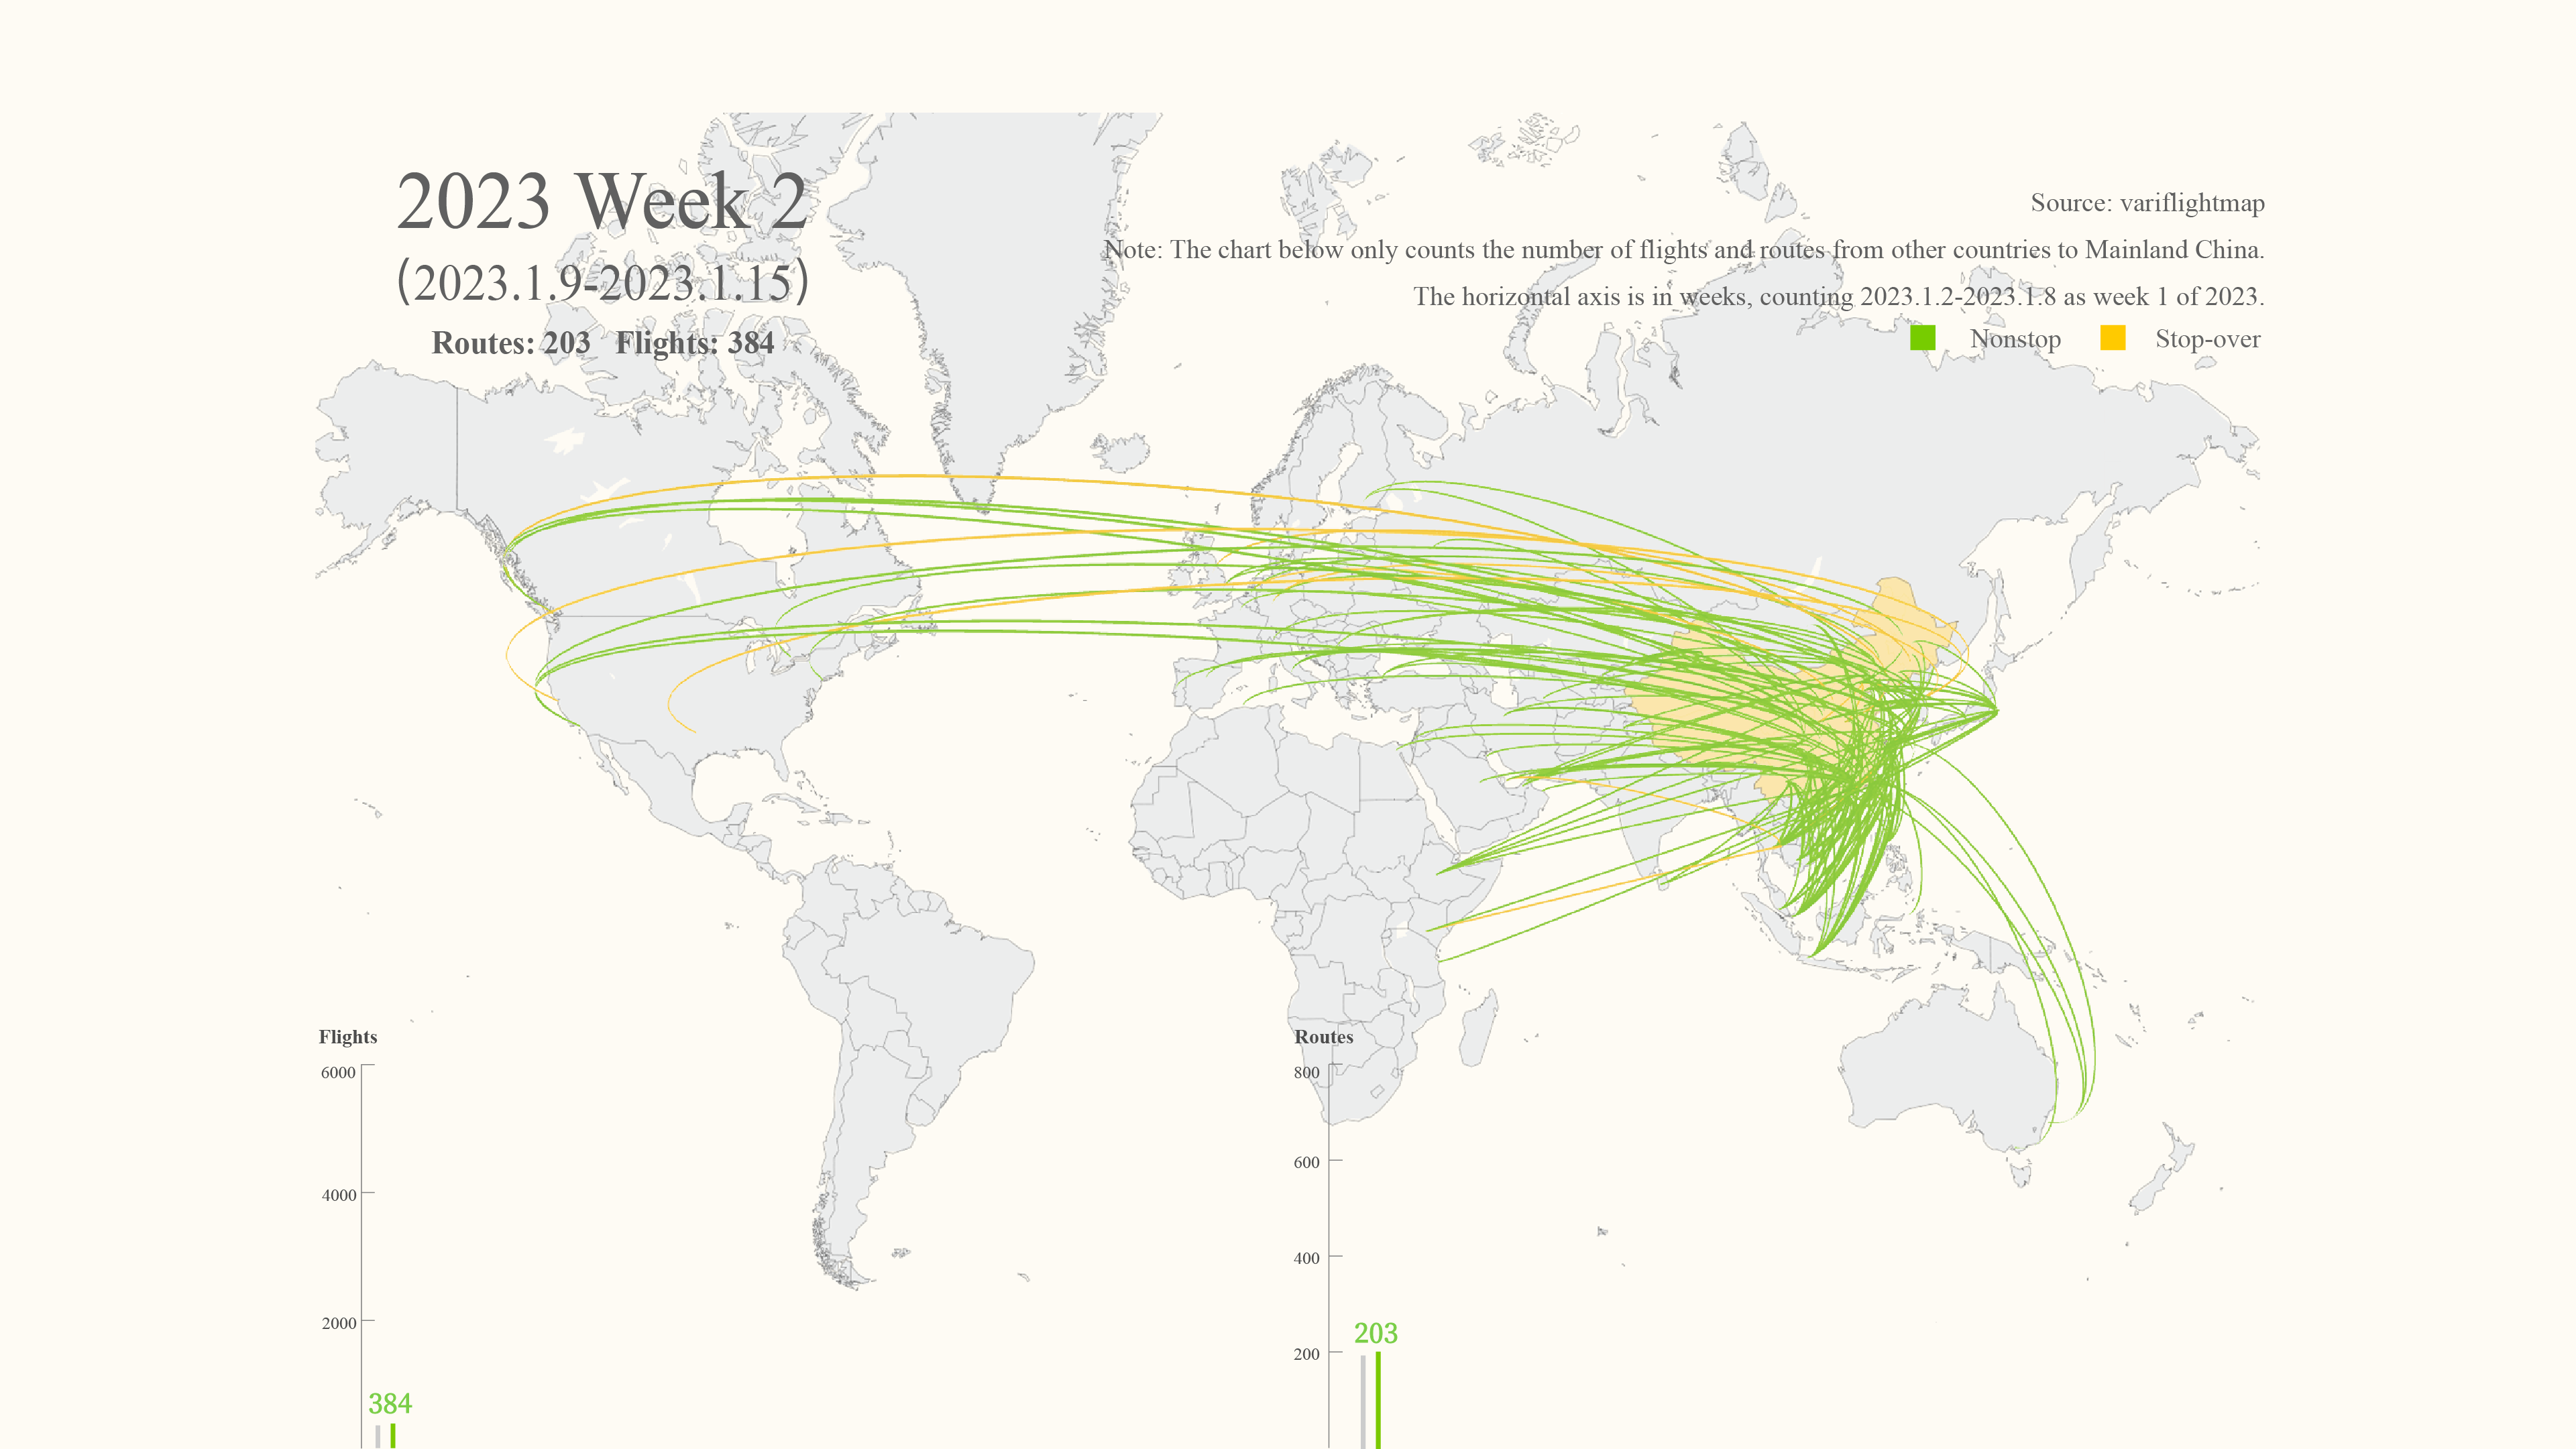 2023 Week 2
(2023.1.9-2023.1.15)
Routes: 203 Flights: 384
Source: variflightmap
Note: The chart below only counts the number of flights and routes from other countries to Mainland China.
The horizontal axis is in weeks, counting 2023.1.2-2023.1.8 as week 1 of 2023.
Nonstop Stop-over
Flights
6000
4000
2000
384
Routes
800
600
400
200
203